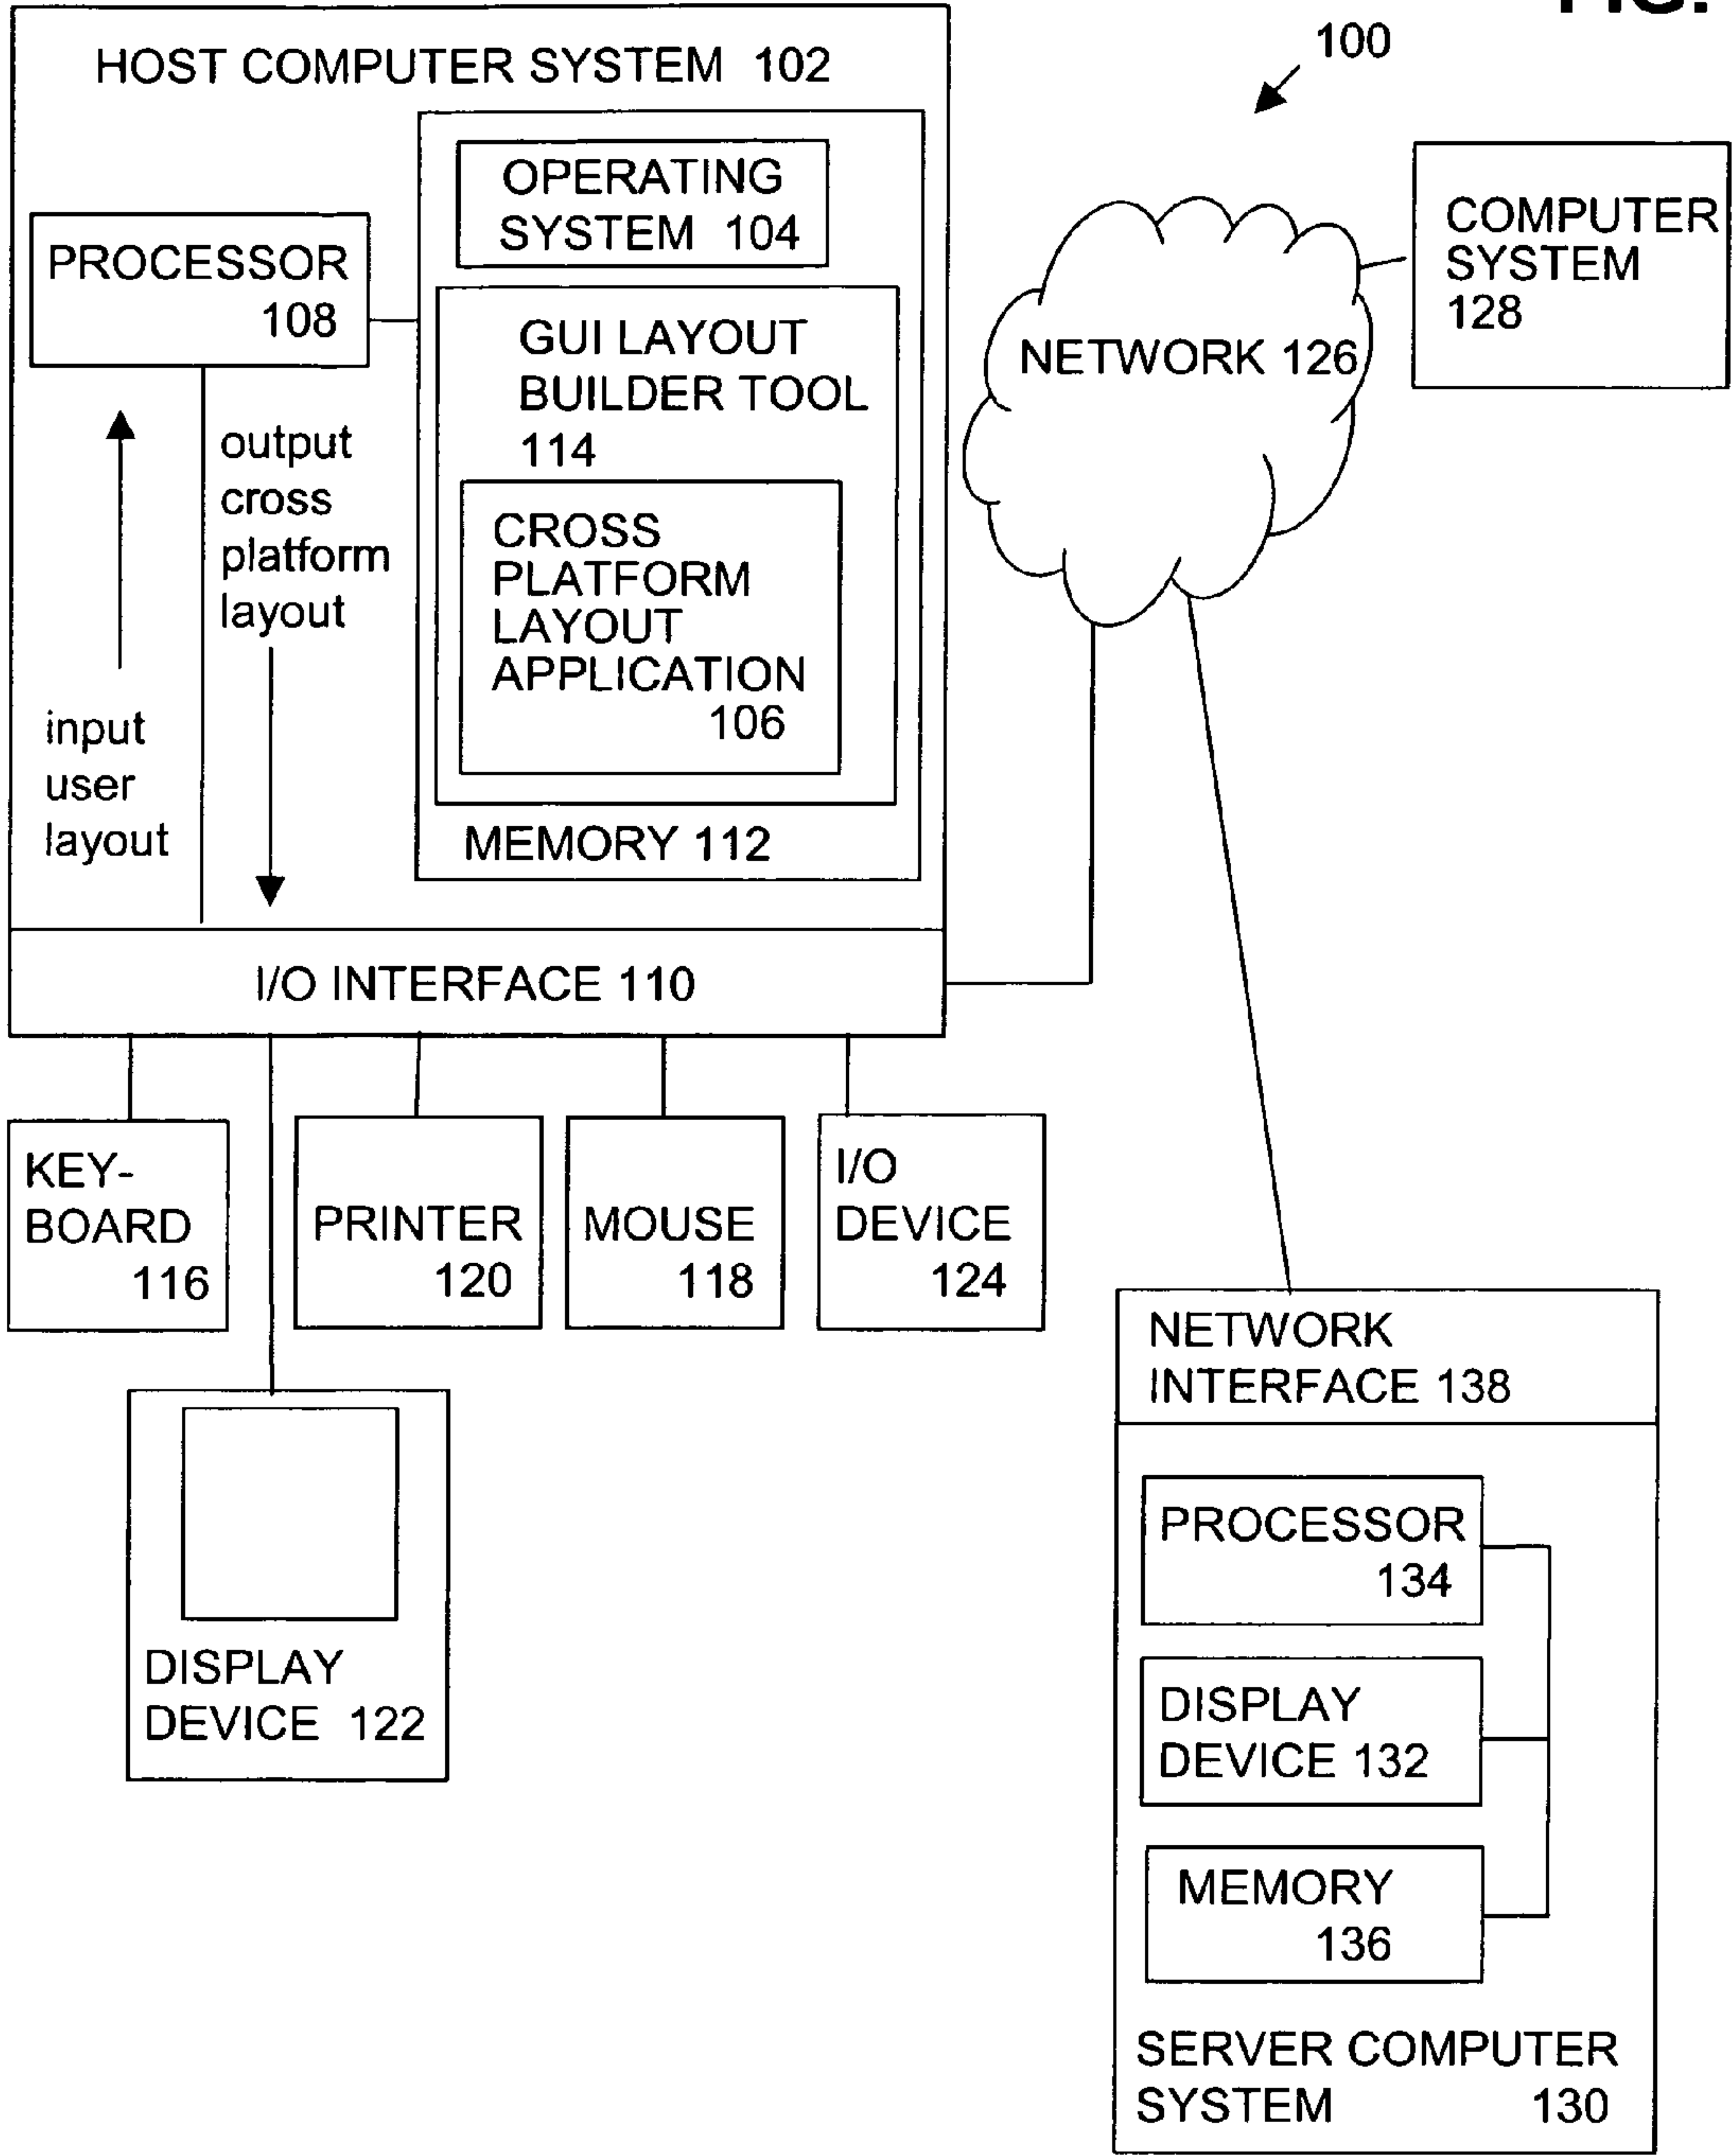 FIG.
100
HOST COMPUTER SYSTEM 102
OPERATING
SYSTEM 104
PROCESSOR
108
GUI LAYOUT
BUILDER TOOL
114
CROSS
PLATFORM
LAYOUT
APPLICATION
106
MEMORY 112
output
cross
platform
layout
input
user
layout
I/O INTERFACE 110
NETWORK 126
COMPUTER
SYSTEM
128
KEY-
BOARD
116
PRINTER
120
MOUSE
118
I/O
DEVICE
124
DISPLAY
DEVICE 122
NETWORK
INTERFACE 138
PROCESSOR
134
DISPLAY
DEVICE 132
MEMORY
136
SERVER COMPUTER
SYSTEM 130